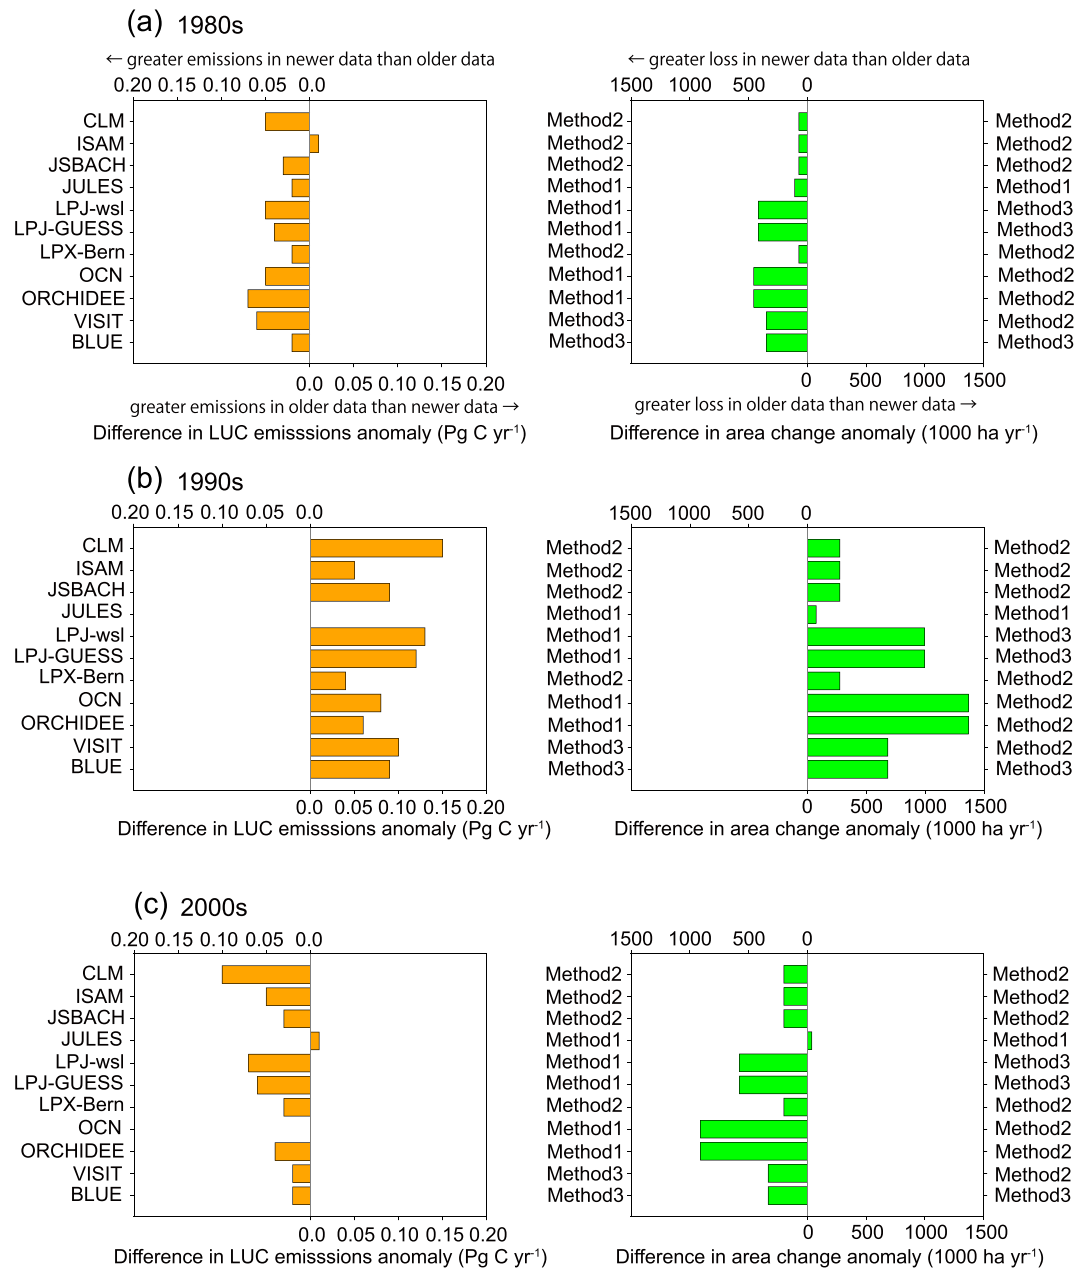 (a) 1980s
← greater emissions in newer data than older data
← greater loss in newer data than older data
0.20 0.15 0.10 0.05 0.0
1500 1000 500 0
CLM Method2 Method2
ISAM Method2 Method2
JSBACH Method2 Method2
JULES Method1 Method1
LPJ-wsl Method1 Method3
LPJ-GUESS Method1 Method3
LPX-Bern Method2 Method2
OCN Method1 Method2
ORCHIDEE Method1 Method2
VISIT Method3 Method2
BLUE Method3 Method3
0.0 0.05 0.10 0.15 0.20
0 500 1000 1500
greater emissions in older data than newer data →
greater loss in older data than newer data →
Difference in LUC emisssions anomaly (Pg C yr⁻¹)
Difference in area change anomaly (1000 ha yr⁻¹)
(b) 1990s
0.20 0.15 0.10 0.05 0.0
1500 1000 500 0
CLM Method2 Method2
ISAM Method2 Method2
JSBACH Method2 Method2
JULES Method1 Method1
LPJ-wsl Method1 Method3
LPJ-GUESS Method1 Method3
LPX-Bern Method2 Method2
OCN Method1 Method2
ORCHIDEE Method1 Method2
VISIT Method3 Method2
BLUE Method3 Method3
0.0 0.05 0.10 0.15 0.20
0 500 1000 1500
Difference in LUC emisssions anomaly (Pg C yr⁻¹)
Difference in area change anomaly (1000 ha yr⁻¹)
(c) 2000s
0.20 0.15 0.10 0.05 0.0
1500 1000 500 0
CLM Method2 Method2
ISAM Method2 Method2
JSBACH Method2 Method2
JULES Method1 Method1
LPJ-wsl Method1 Method3
LPJ-GUESS Method1 Method3
LPX-Bern Method2 Method2
OCN Method1 Method2
ORCHIDEE Method1 Method2
VISIT Method3 Method2
BLUE Method3 Method3
0.0 0.05 0.10 0.15 0.20
0 500 1000 1500
Difference in LUC emisssions anomaly (Pg C yr⁻¹)
Difference in area change anomaly (1000 ha yr⁻¹)